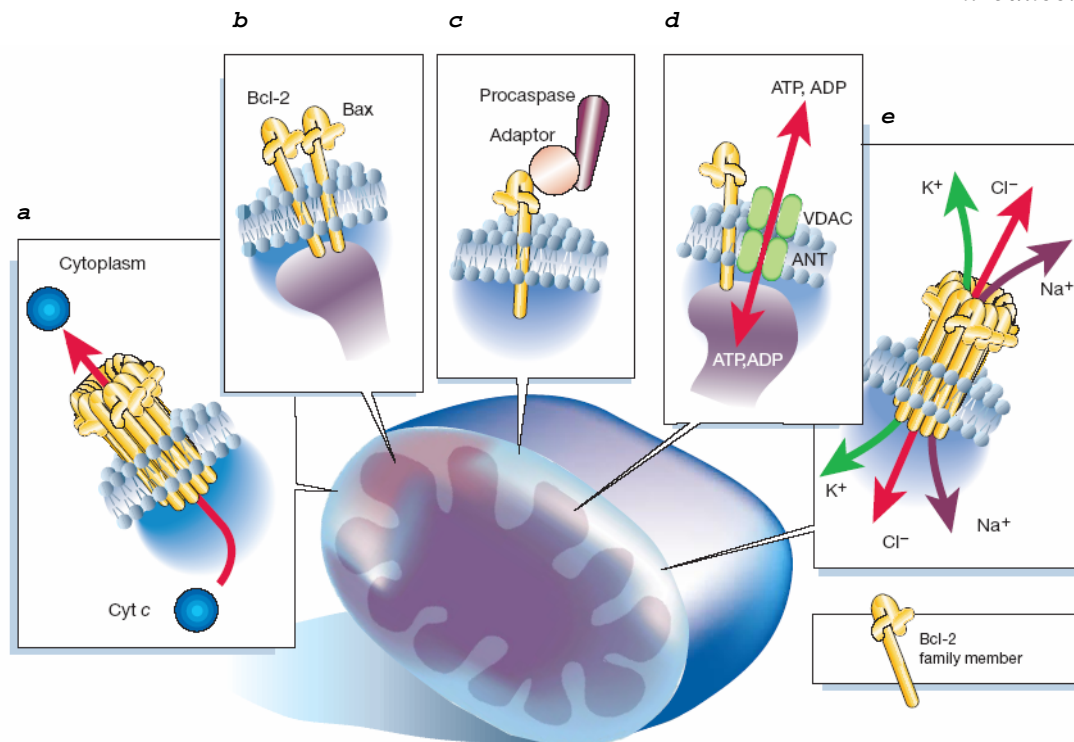 b
c
d
Bcl-2
Bax
Procaspase
Adaptor
ATP, ADP
VDAC
ANT
ATP,ADP
e
K+
Cl–
Na+
K+
Cl–
Na+
a
Cytoplasm
Cyt c
Bcl-2
family member